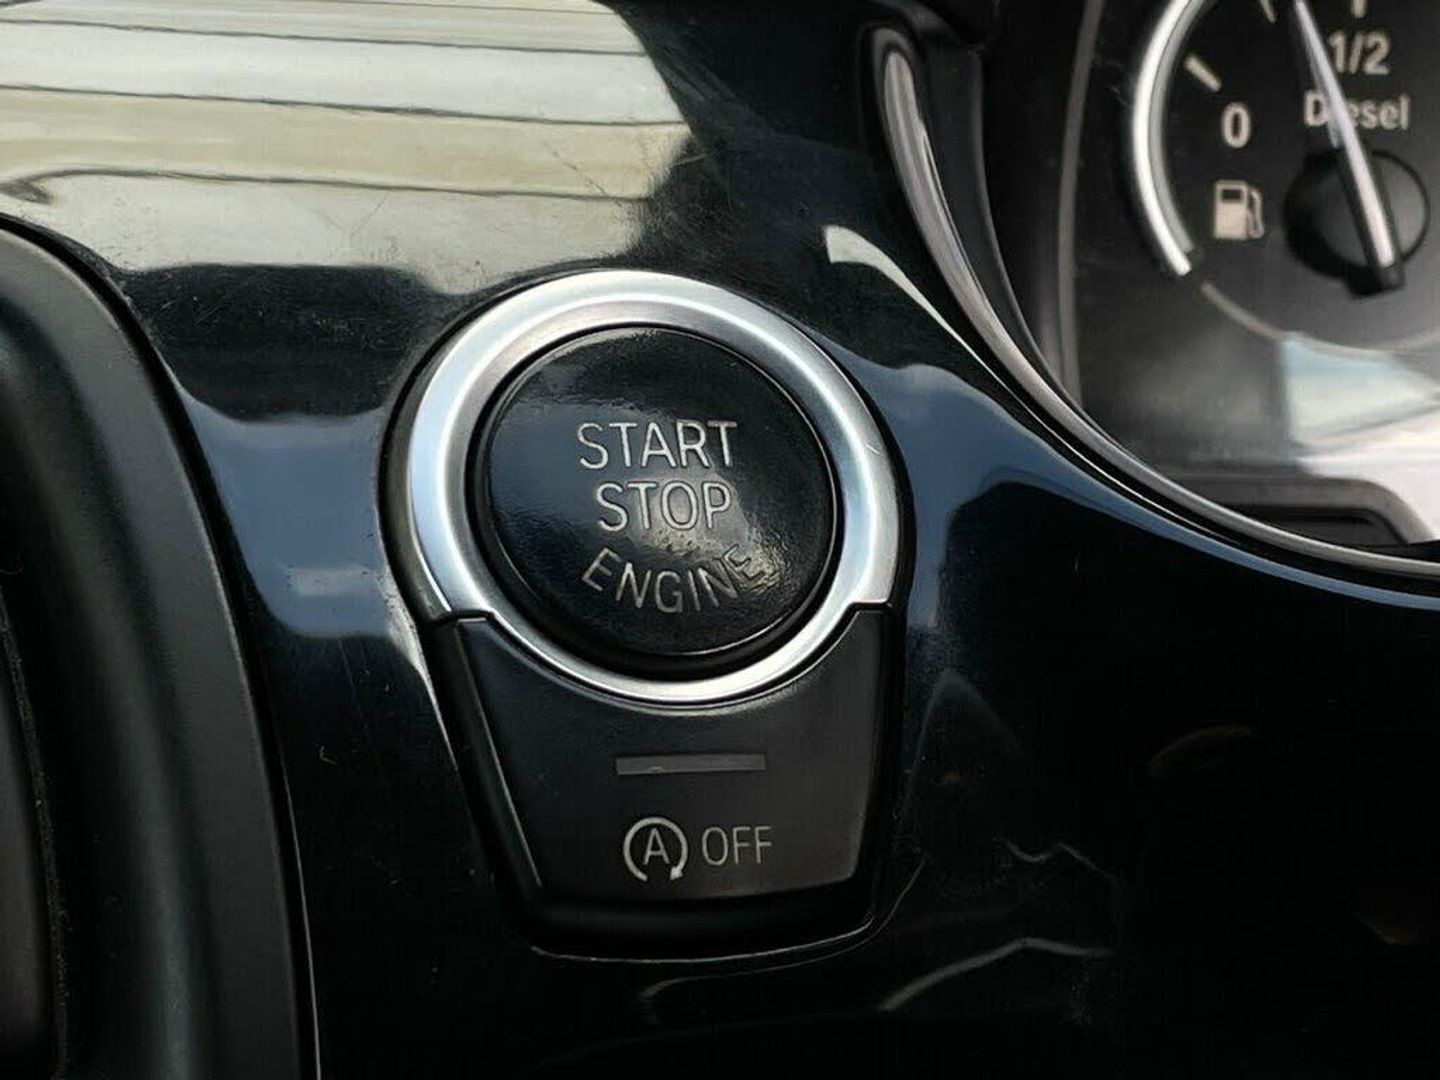 START
STOP
ENGINE
A OFF
1/2
Diesel
0